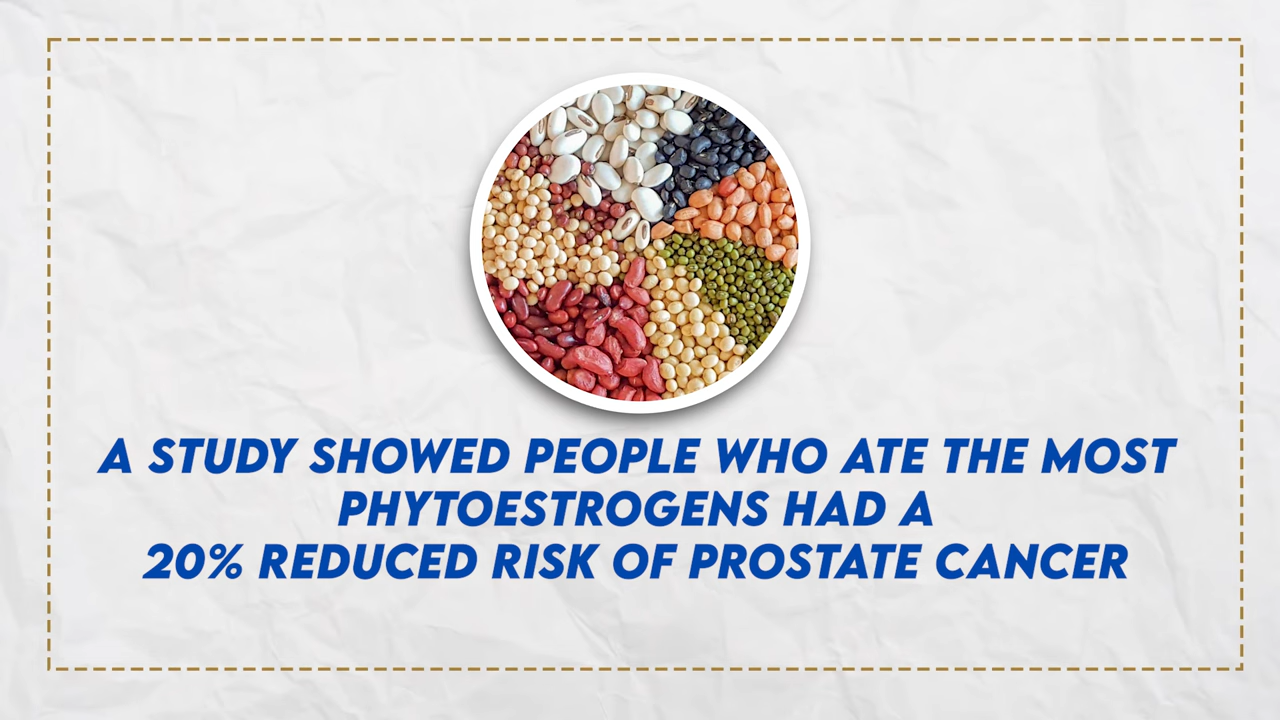 A STUDY SHOWED PEOPLE WHO ATE THE MOST
PHYTOESTROGENS HAD A
20% REDUCED RISK OF PROSTATE CANCER